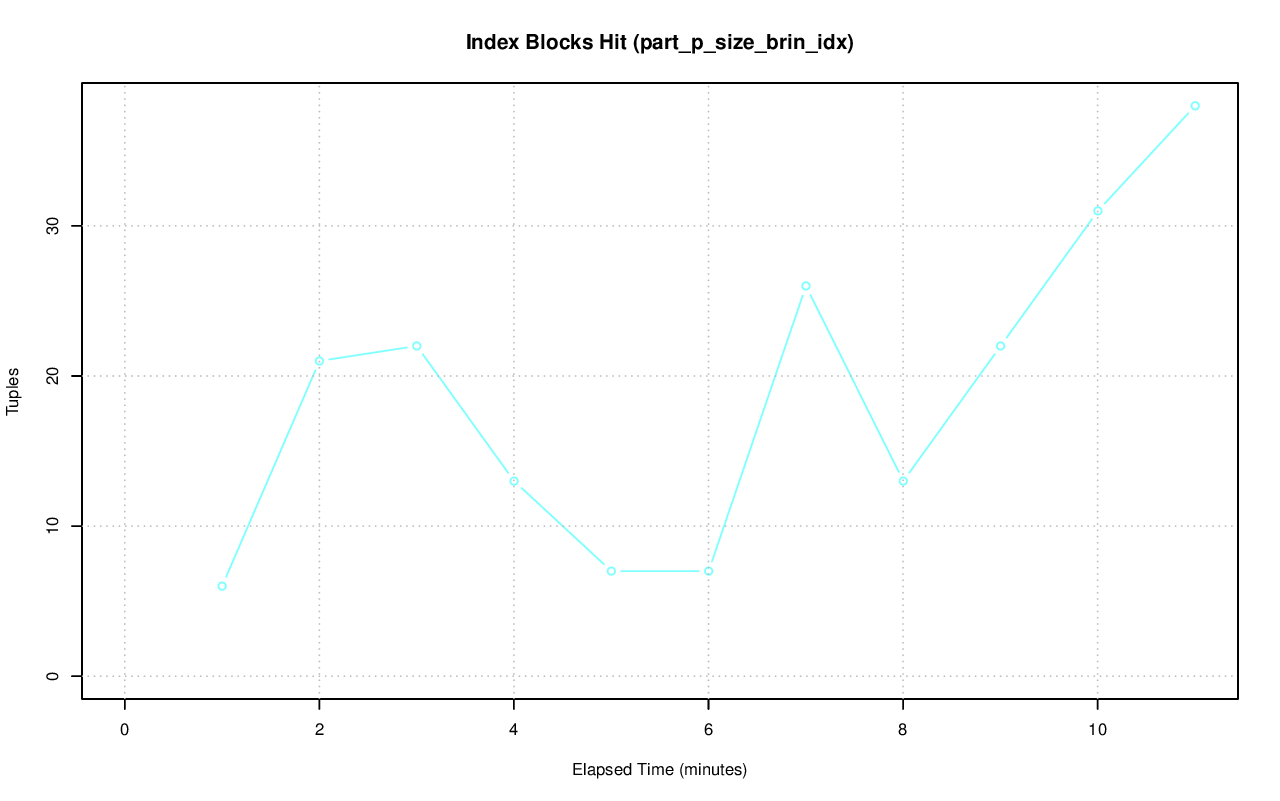 Index Blocks Hit (part_p_size_brin_idx)
Tuples
30
20
10
0
0 2 4 6 8 10
Elapsed Time (minutes)